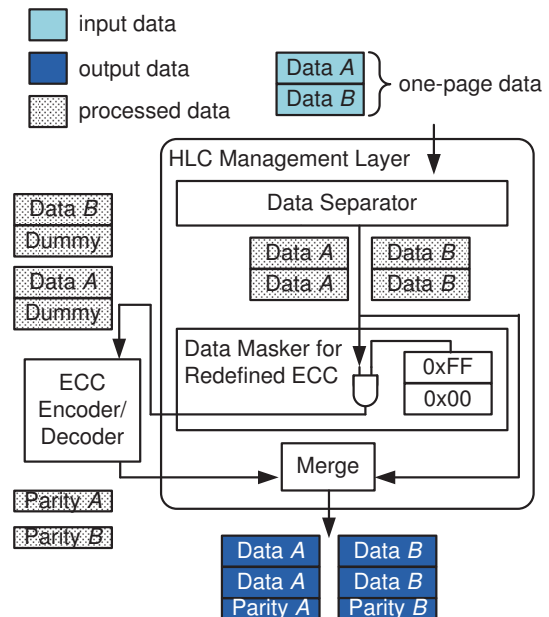 input data
output data
processed data
Data A
Data B
one-page data
HLC Management Layer
Data Separator
Data B
Dummy
Data A
Dummy
Data A
Data A
Data B
Data B
Data Masker for
Redefined ECC
0xFF
0x00
ECC
Encoder/
Decoder
Merge
Parity A
Parity B
Data A
Data A
Parity A
Data B
Data B
Parity B